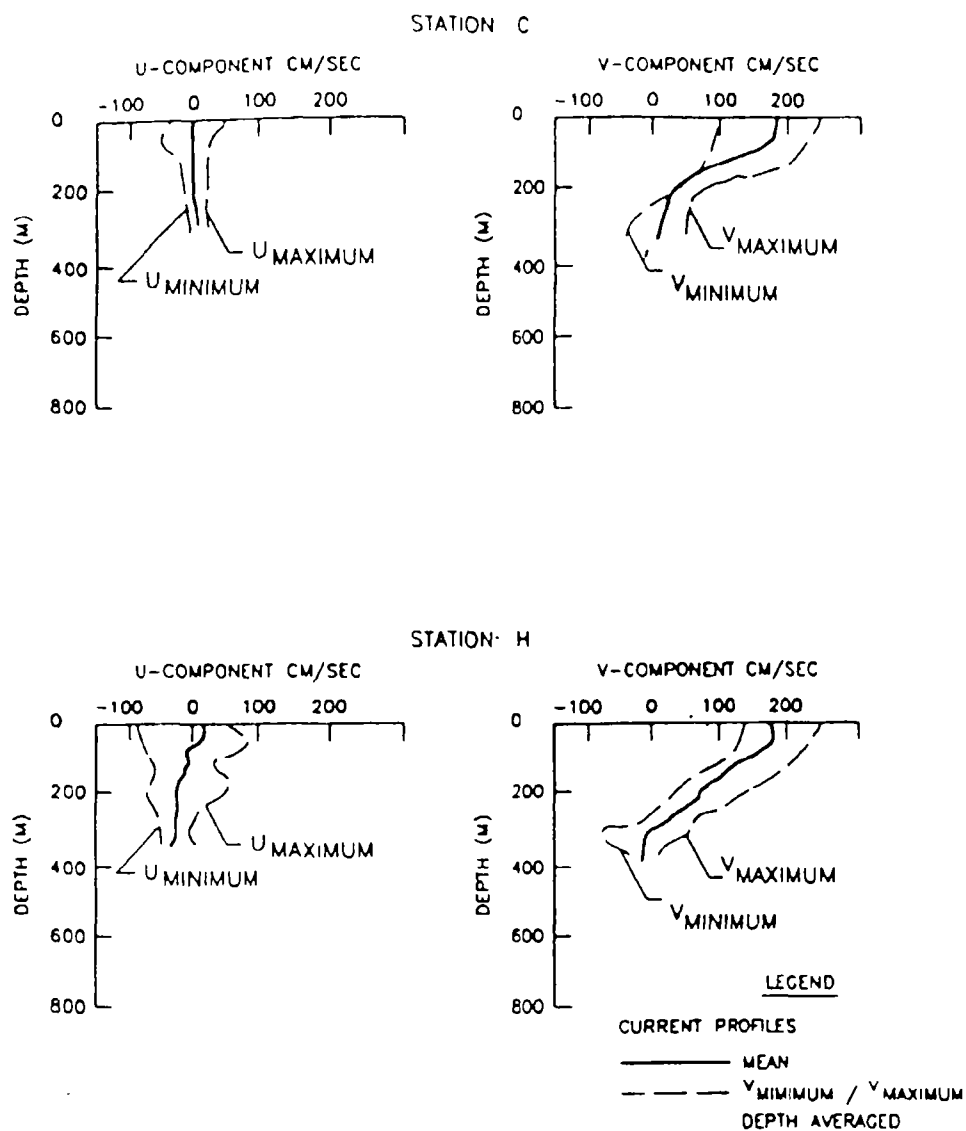 STATION C
U-COMPONENT CM/SEC
-100 0 100 200
0
200
400
600
800
DEPTH (M)
U MAXIMUM
U MINIMUM
V-COMPONENT CM/SEC
-100 0 100 200
0
200
400
600
800
DEPTH (M)
V MAXIMUM
V MINIMUM
STATION H
U-COMPONENT CM/SEC
-100 0 100 200
0
200
400
600
800
DEPTH (M)
U MAXIMUM
U MINIMUM
V-COMPONENT CM/SEC
-100 0 100 200
0
200
400
600
800
DEPTH (M)
V MAXIMUM
V MINIMUM
LEGEND
CURRENT PROFILES
MEAN
V MIMIMUM / V MAXIMUM
DEPTH AVERAGED